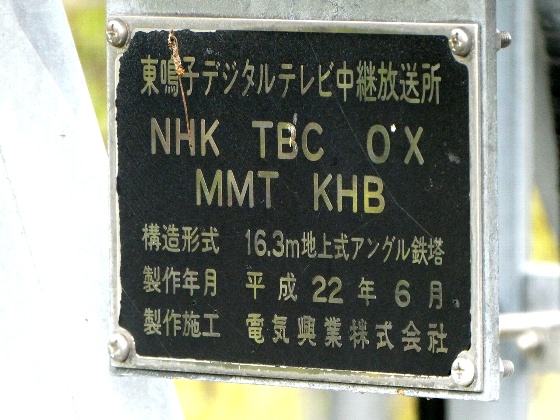 東鳴子デジタルテレビ中継放送所
NHK TBC O'X
MMT KHB
構造形式 16.3m地上式アングル鉄塔
製作年月 平成22年6月
製作施工 電気興業株式会社